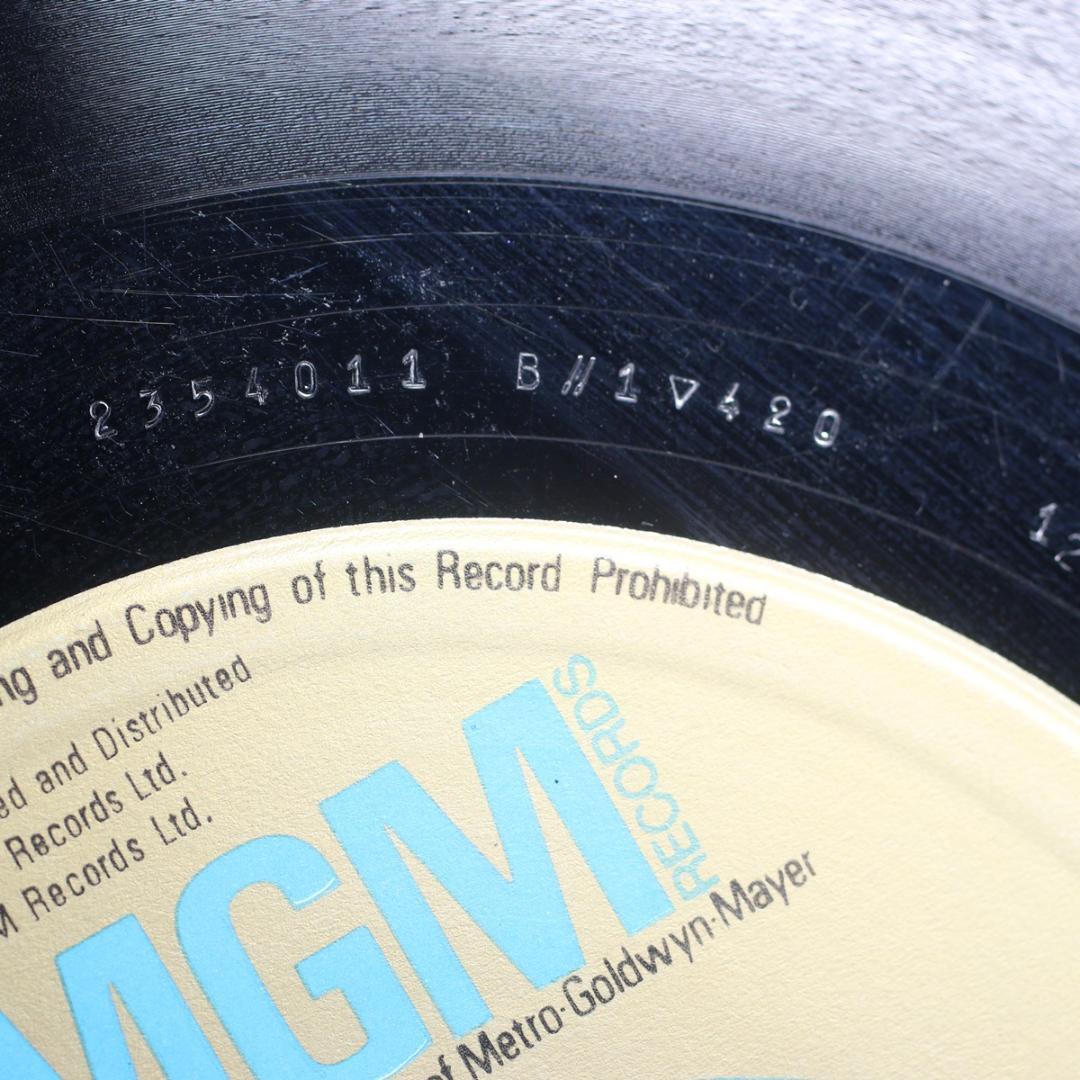 2354011 B//1▽420
12
ng and Copying of this Record Prohibited
ed and Distributed
Records Ltd.
M Records Ltd.
MGM
RECORDS
of Metro-Goldwyn-Mayer